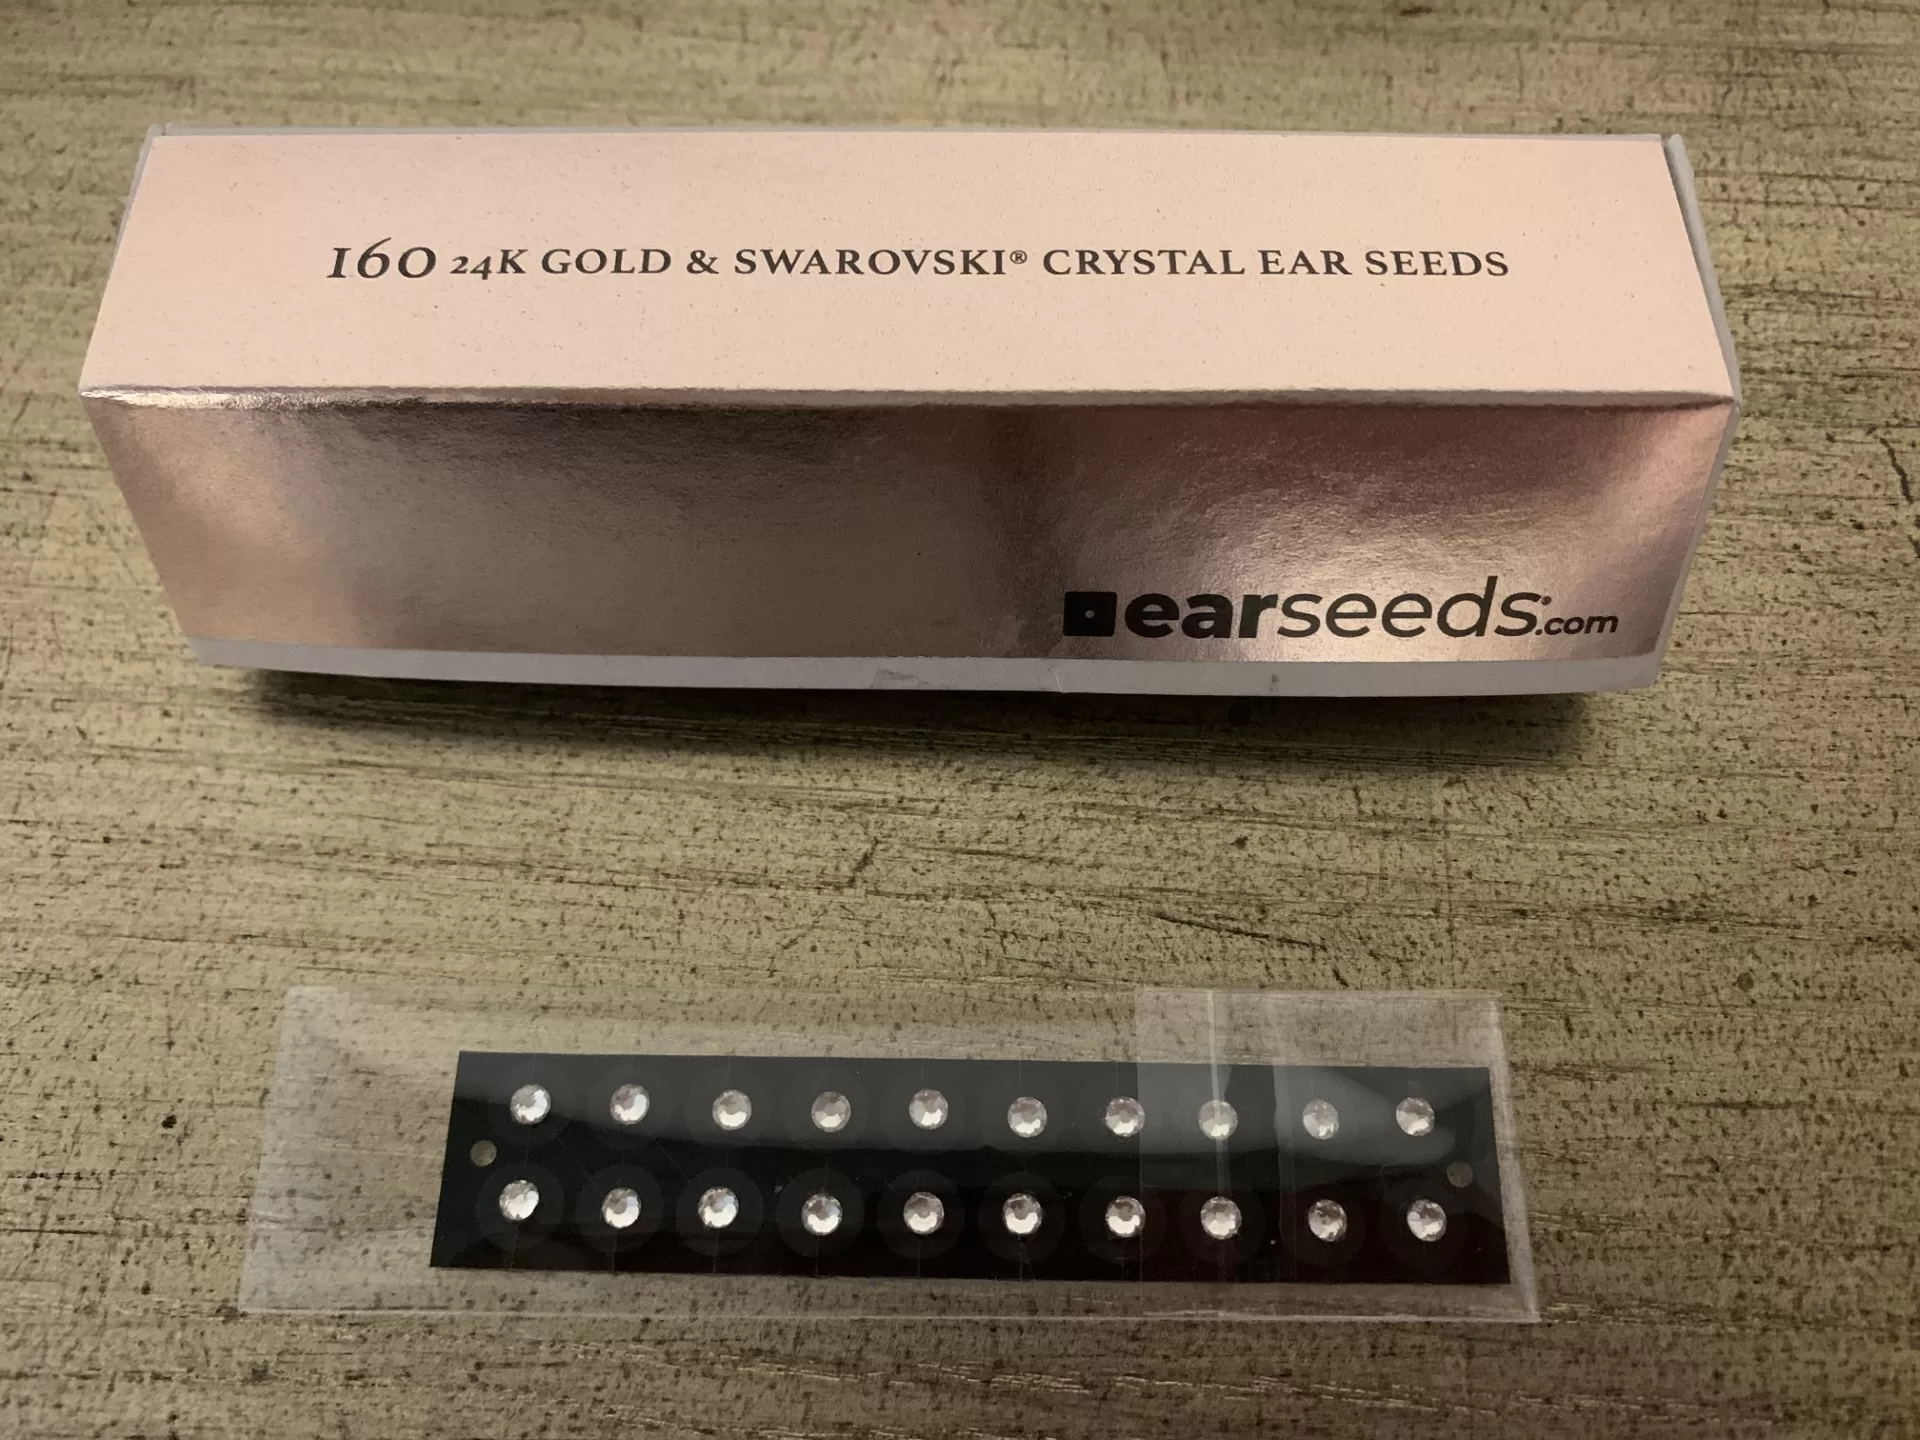 160 24K GOLD & SWAROVSKI® CRYSTAL EAR SEEDS
earseeds.com